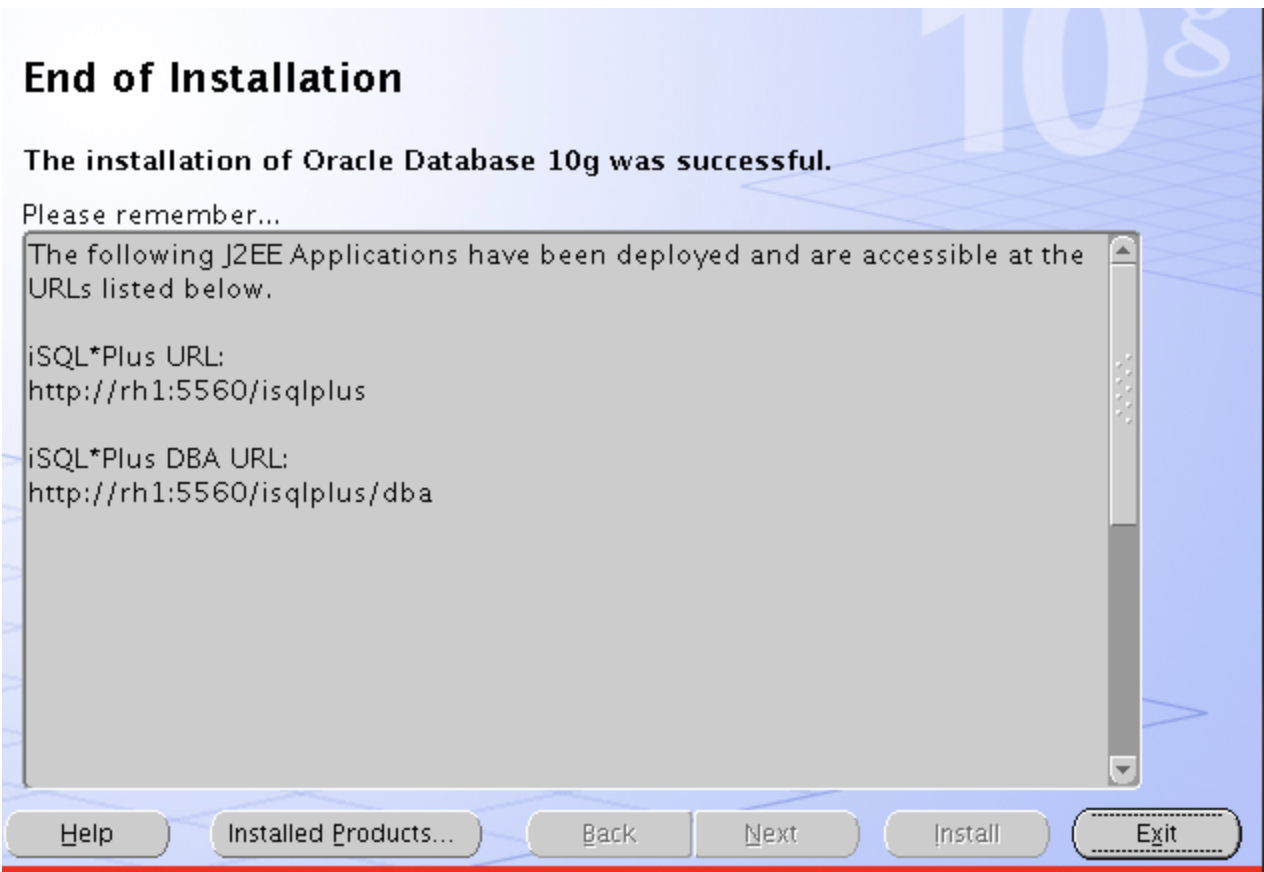 10g
End of Installation
The installation of Oracle Database 10g was successful.
Please remember...
The following J2EE Applications have been deployed and are accessible at the
URLs listed below.
iSQL*Plus URL:
http://rh1:5560/isqlplus
iSQL*Plus DBA URL:
http://rh1:5560/isqlplus/dba
Help Installed Products... Back Next Install Exit